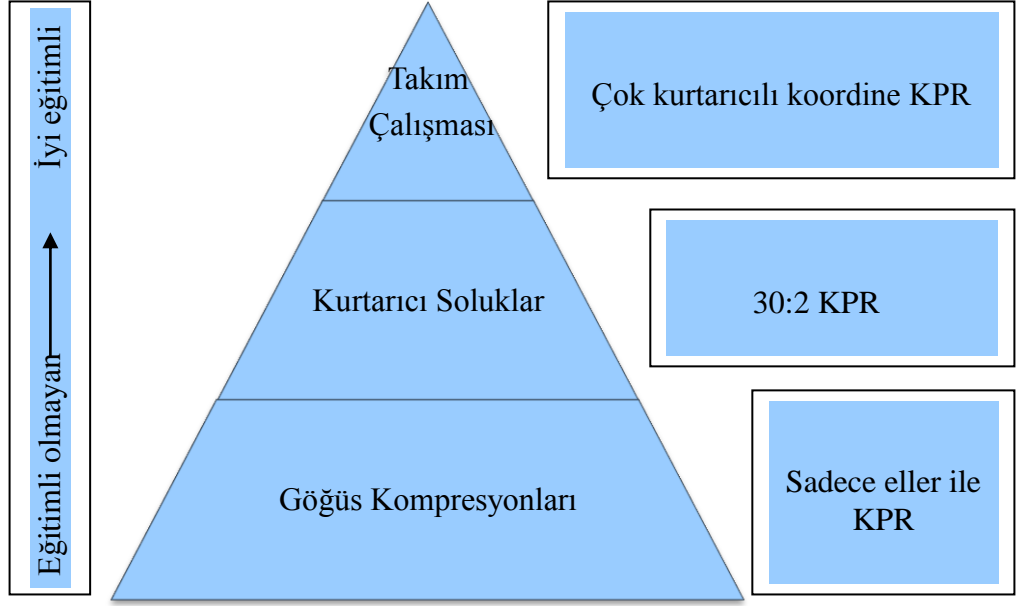 İyi eğitimli
Eğitimli olmayan
Takım
Çalışması
Çok kurtarıcılı koordine KPR
Kurtarıcı Soluklar
30:2 KPR
Göğüs Kompresyonları
Sadece eller ile
KPR